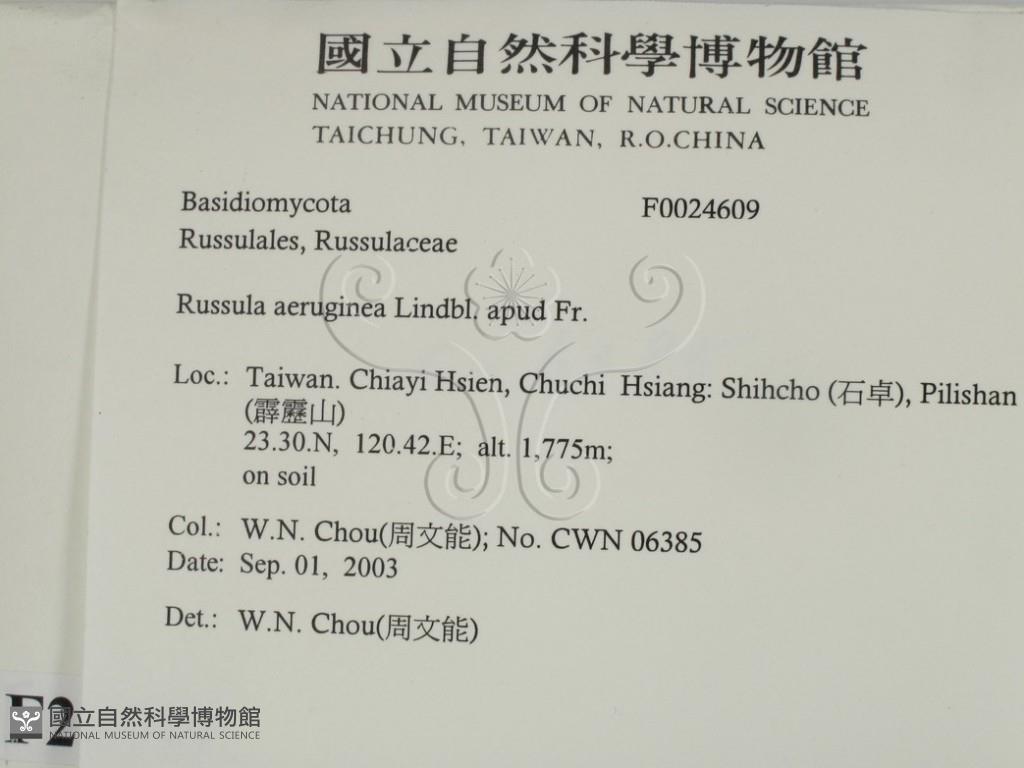 國立自然科學博物館
NATIONAL MUSEUM OF NATURAL SCIENCE
TAICHUNG, TAIWAN, R.O.CHINA
Basidiomycota F0024609
Russulales, Russulaceae
Russula aeruginea Lindbl. apud Fr.
Loc.: Taiwan. Chiayi Hsien, Chuchi Hsiang: Shihcho (石卓), Pilishan
(霹靂山)
23.30.N, 120.42.E; alt. 1,775m;
on soil
Col.: W.N. Chou(周文能); No. CWN 06385
Date: Sep. 01, 2003
Det.: W.N. Chou(周文能)
F2
國立自然科學博物館
NATIONAL MUSEUM OF NATURAL SCIENCE